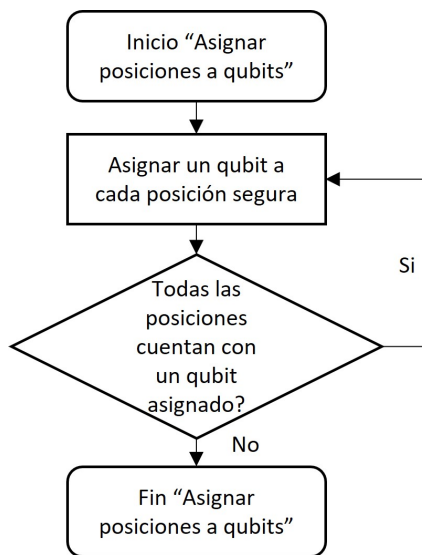 Inicio “Asignar
posiciones a qubits”
Asignar un qubit a
cada posición segura
Si
Todas las
posiciones
cuentan con
un qubit
asignado?
No
Fin “Asignar
posiciones a qubits”